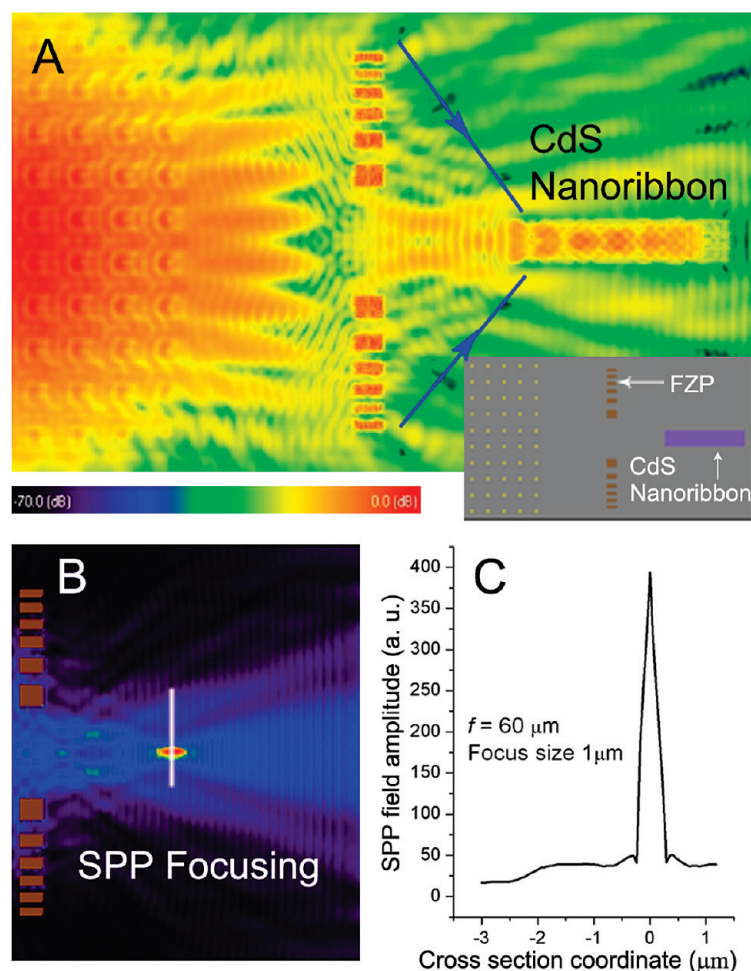 A
CdS
Nanoribbon
FZP
CdS
Nanoribbon
-70.0 (dB)
0.0 (dB)
B
SPP Focusing
C
SPP field amplitude (a. u.)
400
350
300
250
200
150
100
50
0
f = 60 μm
Focus size 1μm
-3
-2
-1
0
1
Cross section coordinate (μm)